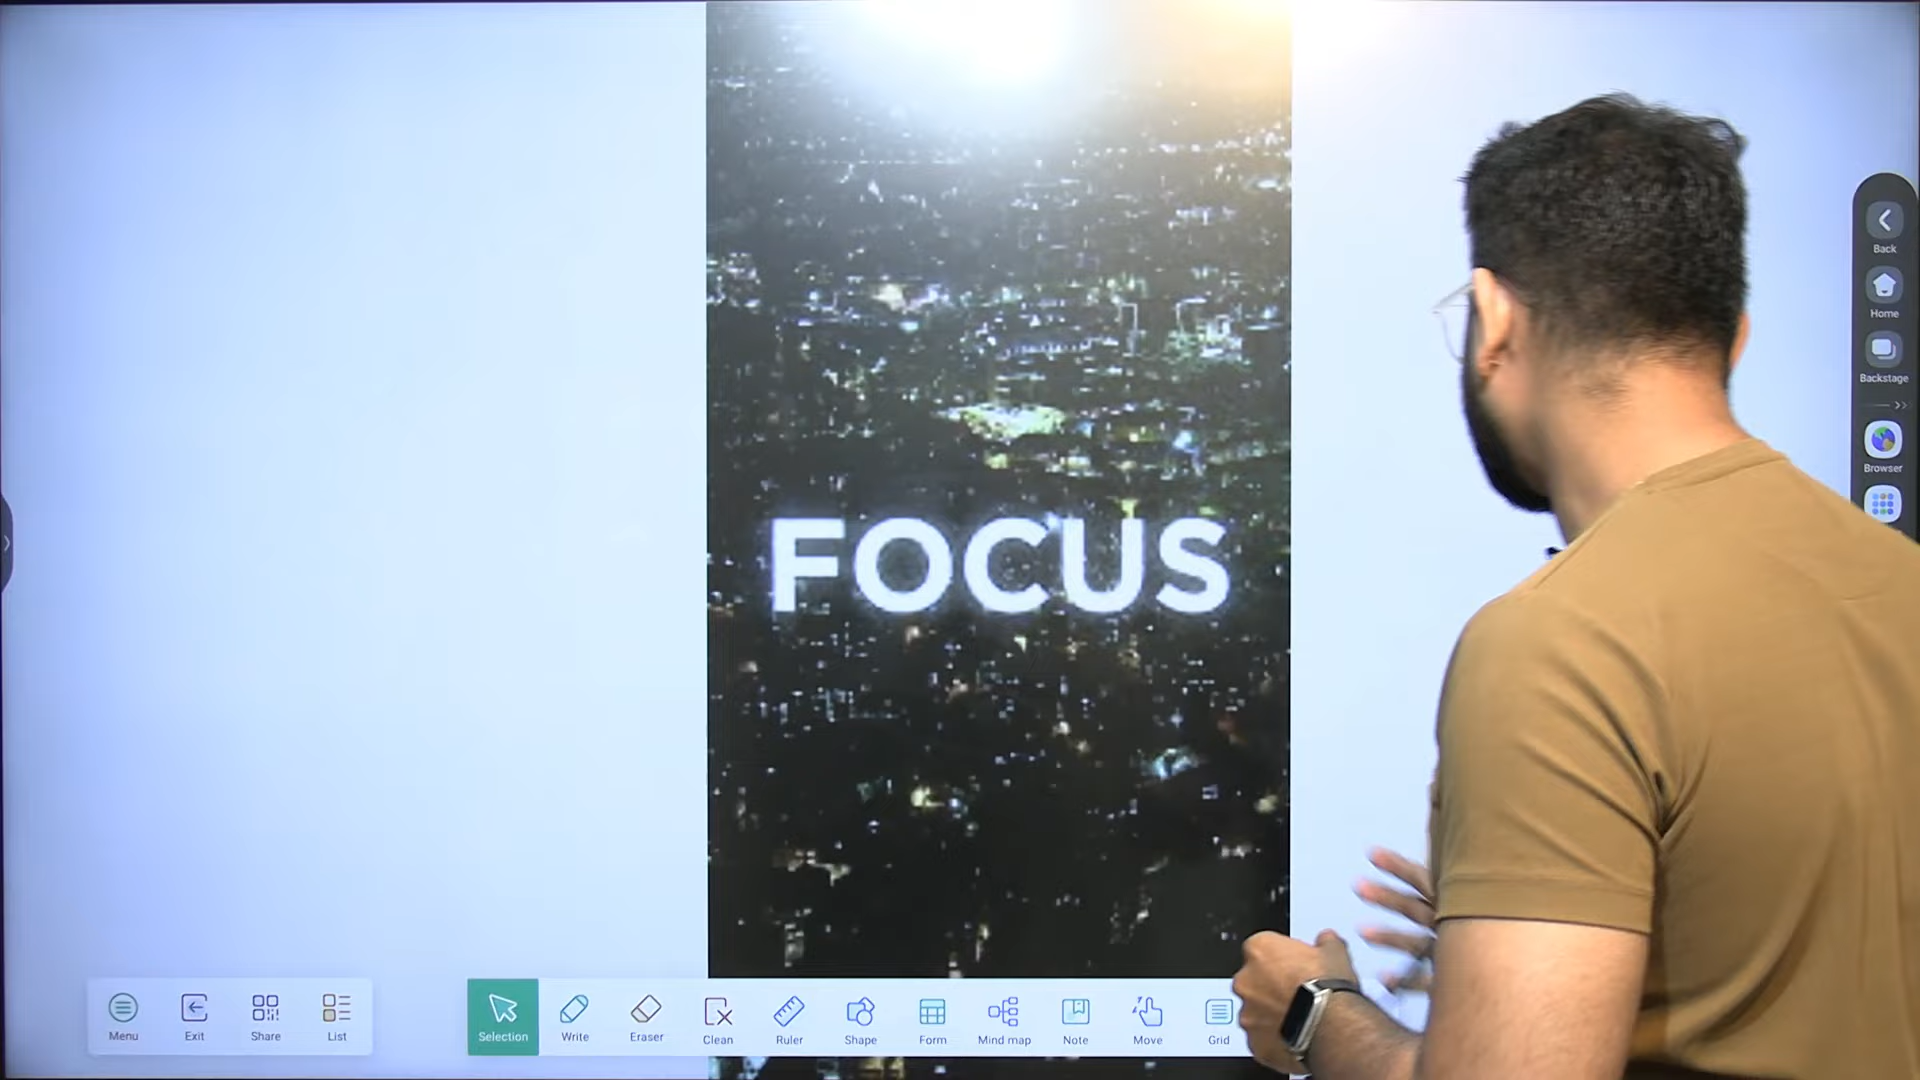 FOCUS
Back
Home
Backstage
Browser
Menu
Exit
Share
List
Selection
Write
Eraser
Clean
Ruler
Shape
Form
Mind map
Note
Move
Grid